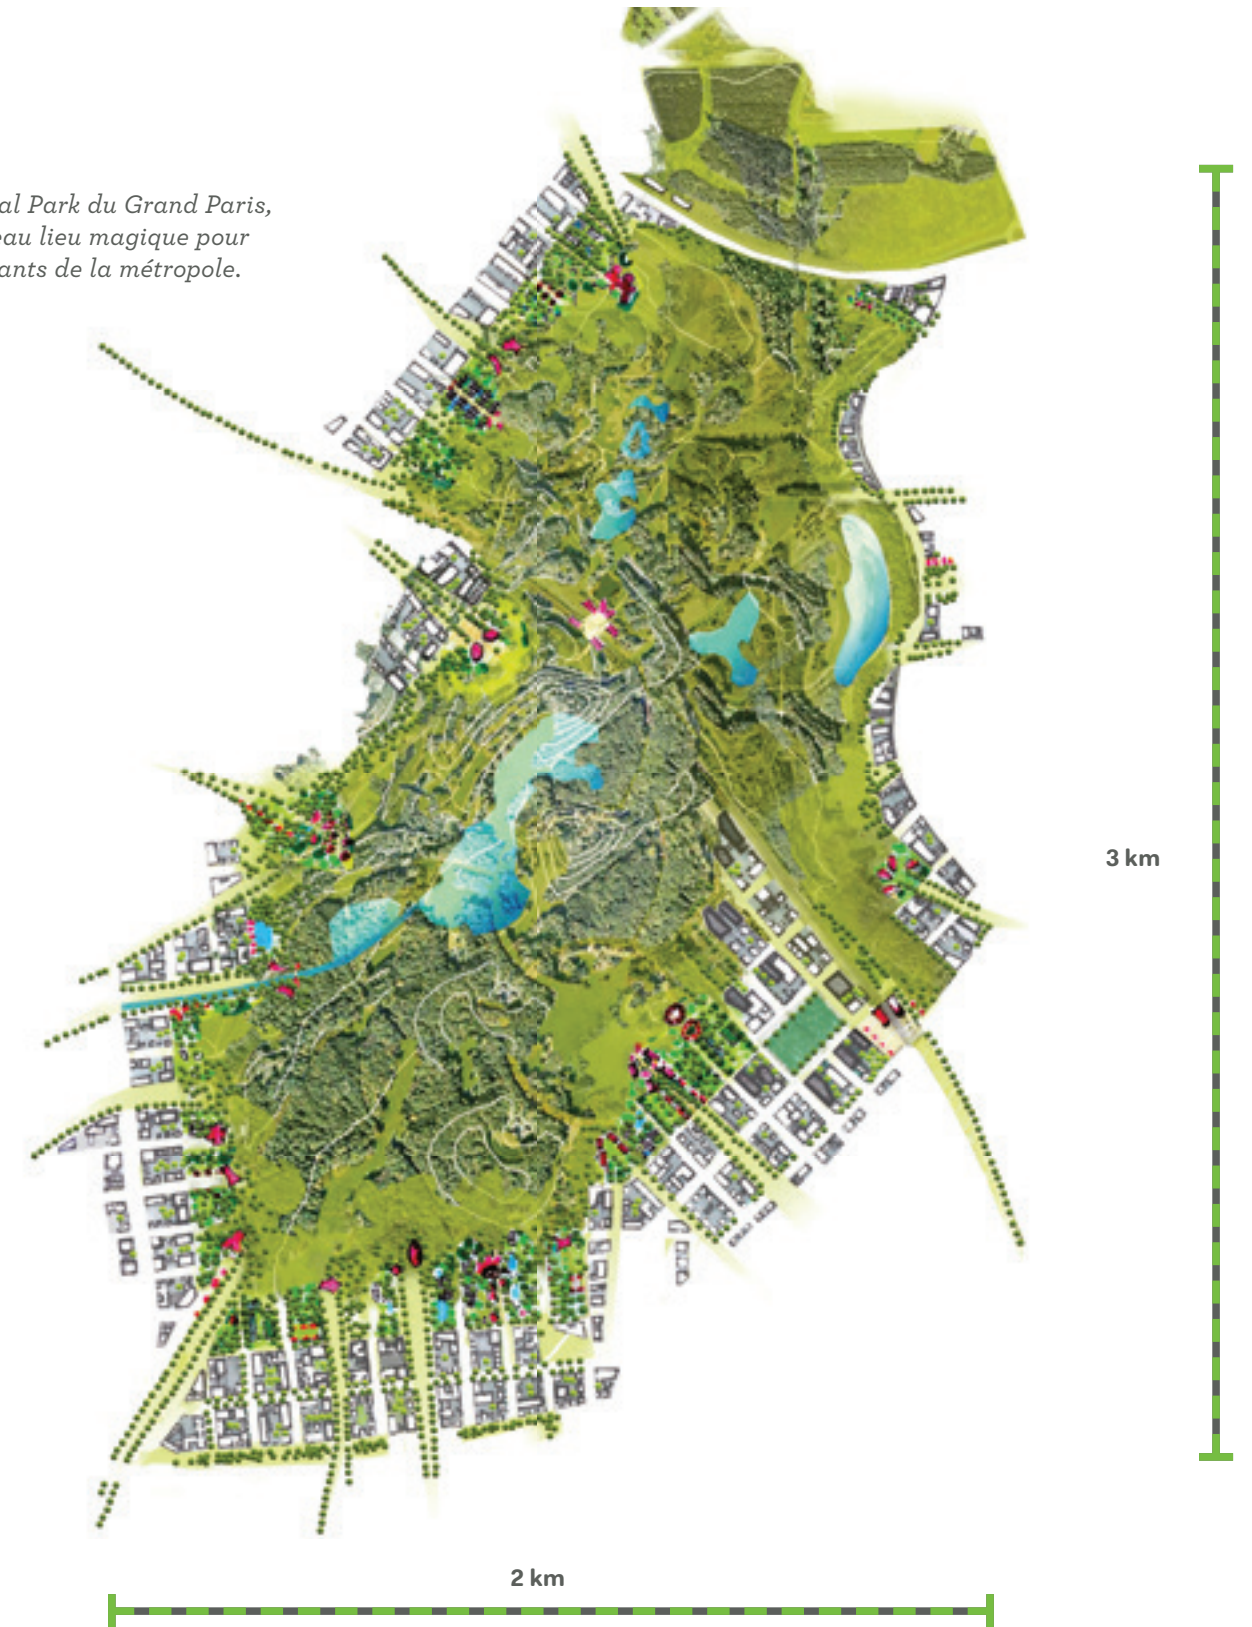 al Park du Grand Paris,
eau lieu magique pour
ants de la métropole.
3 km
2 km